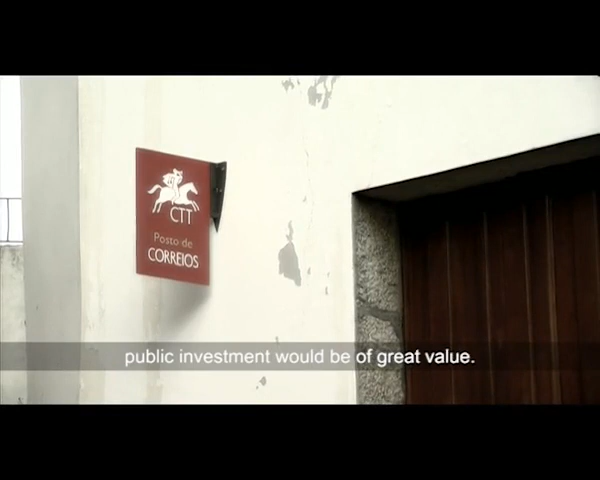 CTT
Posto de
CORREIOS
public investment would be of great value.